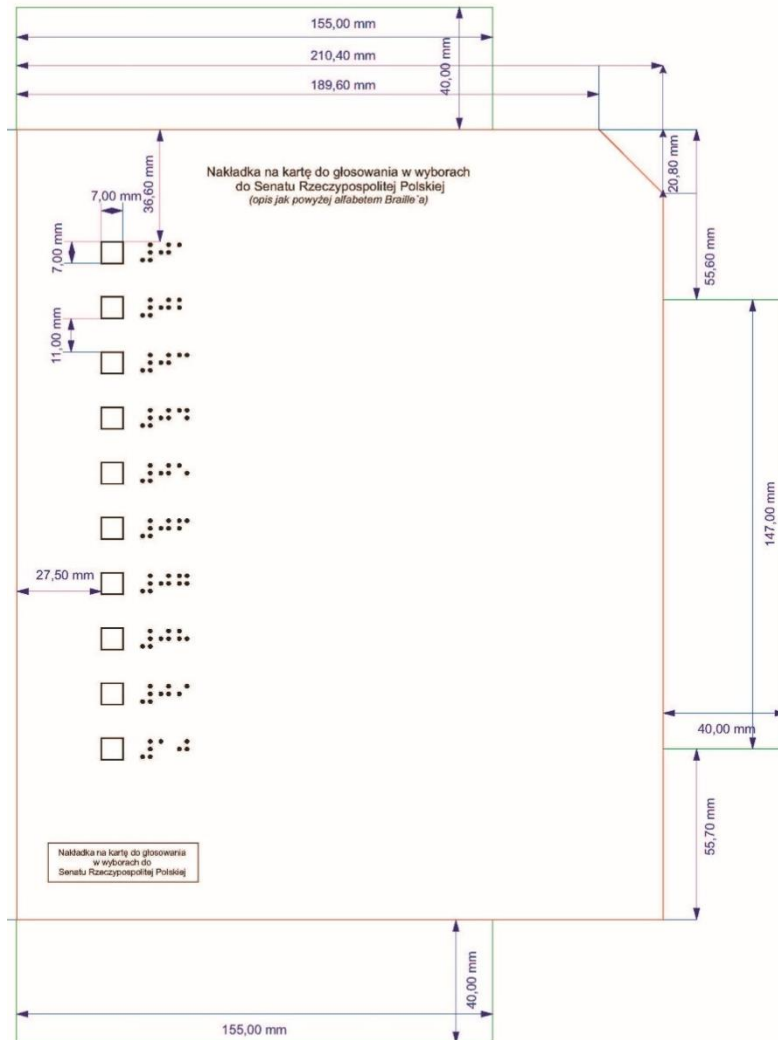 155,00 mm
210,40 mm
40,00 mm
189,60 mm
20,80 mm
36,60 mm
Nakładka na kartę do głosowania w wyborach
do Senatu Rzeczypospolitej Polskiej
(opis jak powyżej alfabetem Braille`a)
7,00 mm
7,00 mm
55,60 mm
11,00 mm
147,00 mm
27,50 mm
40,00 mm
55,70 mm
Nakładka na kartę do głosowania
w wyborach do
Senatu Rzeczypospolitej Polskiej
40,00 mm
155,00 mm